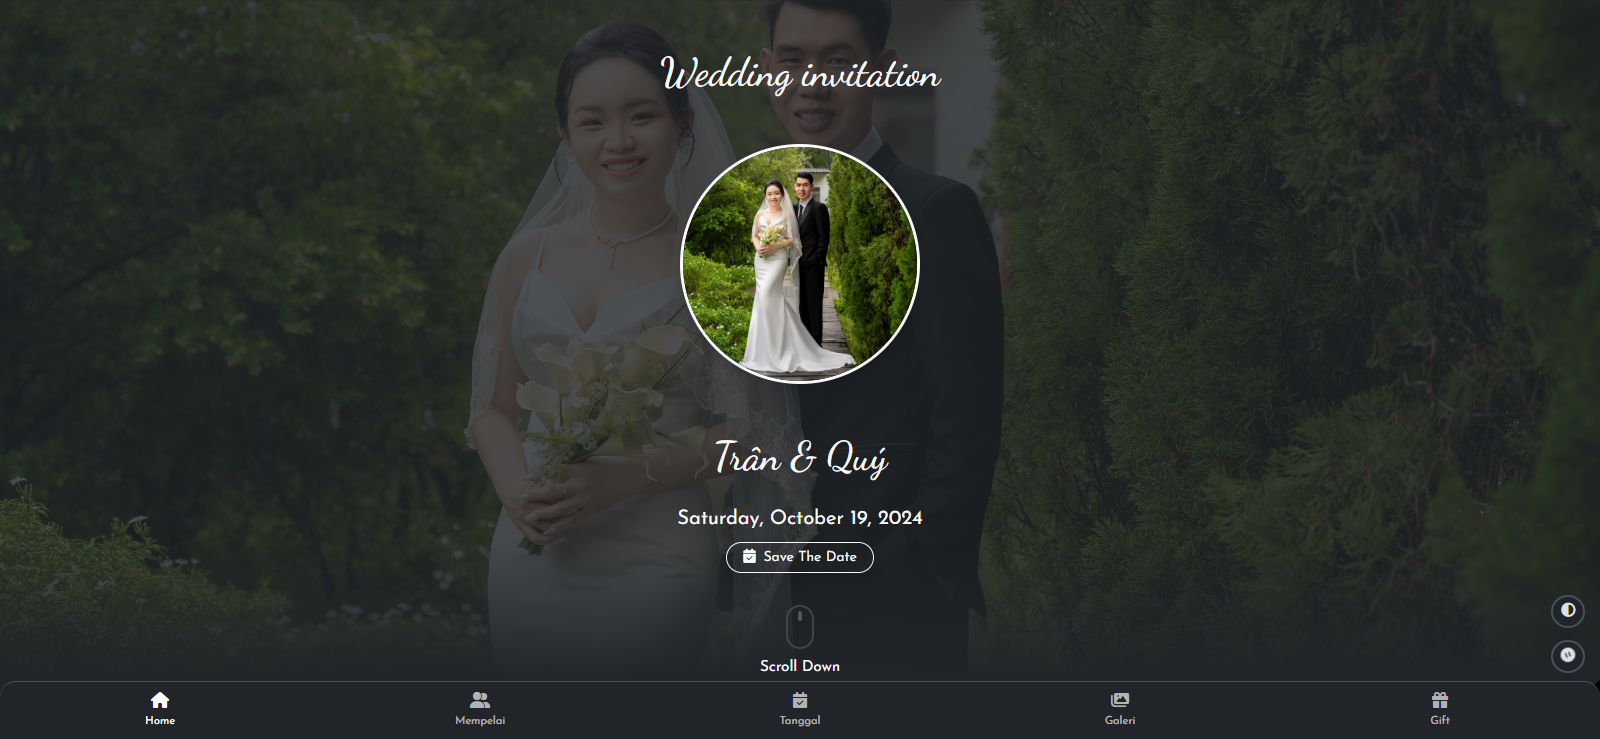 Wedding invitation
Trân & Quý
Saturday, October 19, 2024
Save The Date
Scroll Down
Home
Mempelai
Tanggal
Galeri
Gift